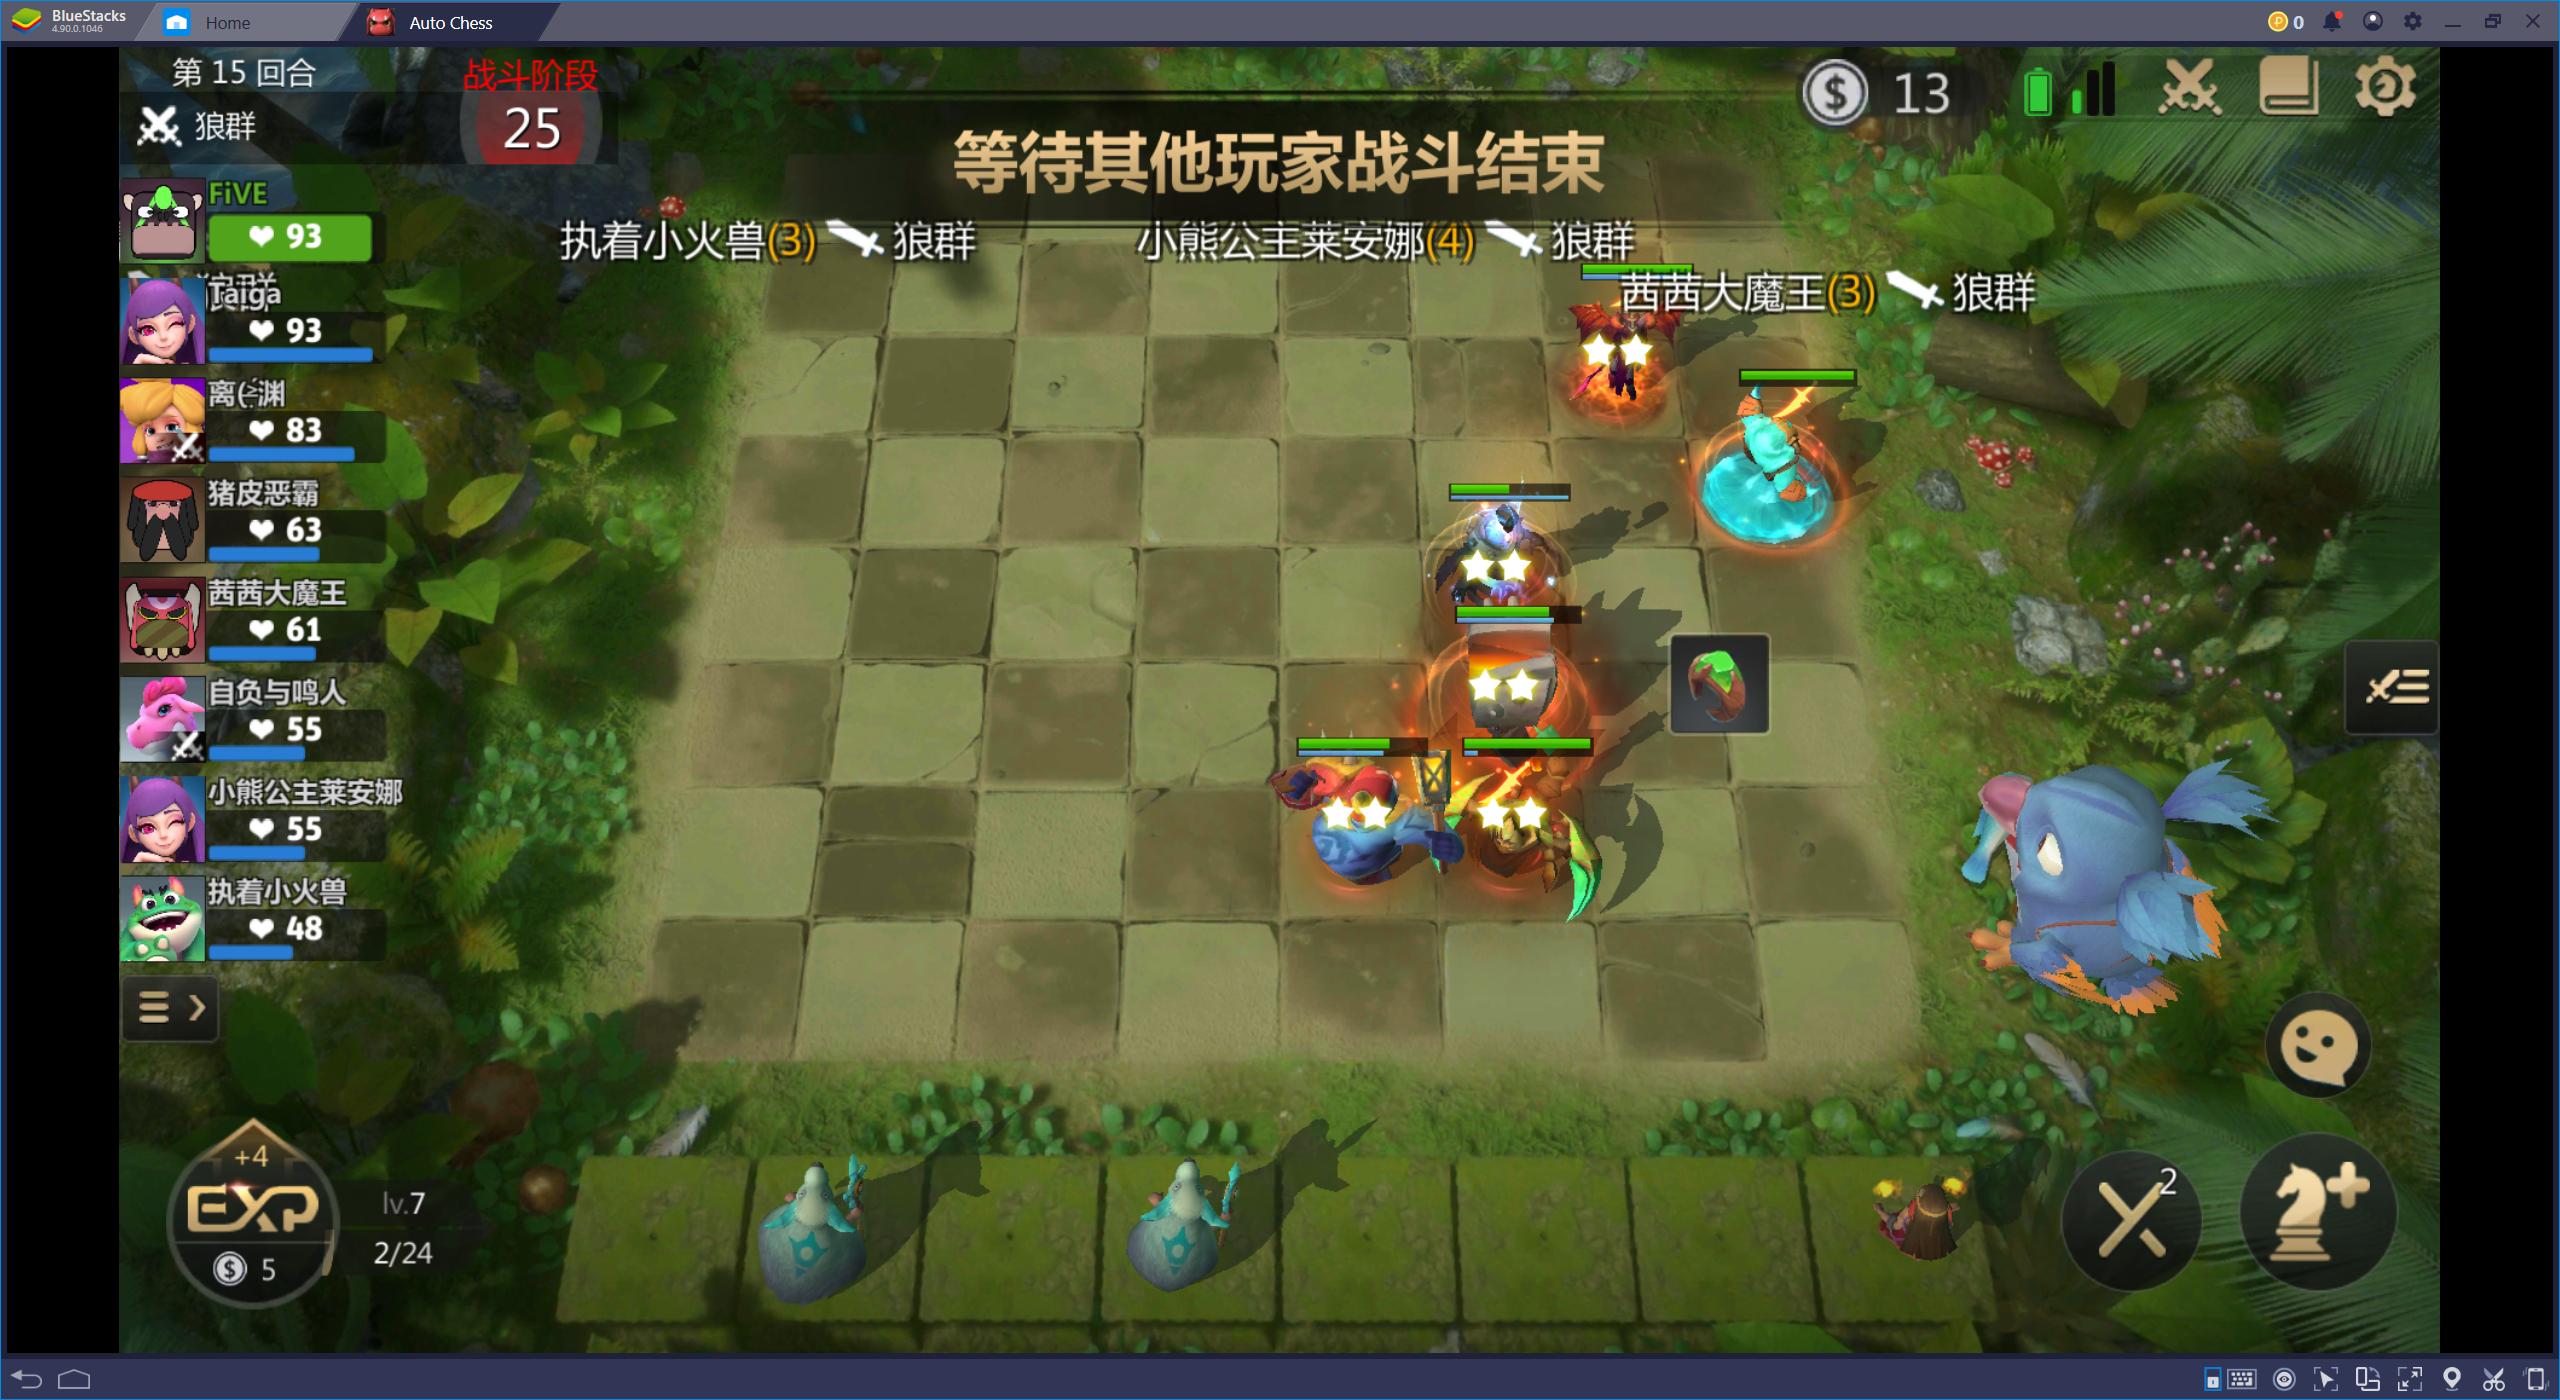 BlueStacks
4.90.0.1046
Home
Auto Chess
0
第 15 回合
狼群
战斗阶段
25
13
等待其他玩家战斗结束
执着小火兽(3) 狼群
小熊公主莱安娜(4) 狼群
茜茜大魔王(3) 狼群
FiVE
93
Taiga
93
83
猪皮恶霸
63
茜茜大魔王
61
自负与鸣人
55
小熊公主莱安娜
55
执着小火兽
48
+4
EXP
$ 5
lv.7
2/24
2